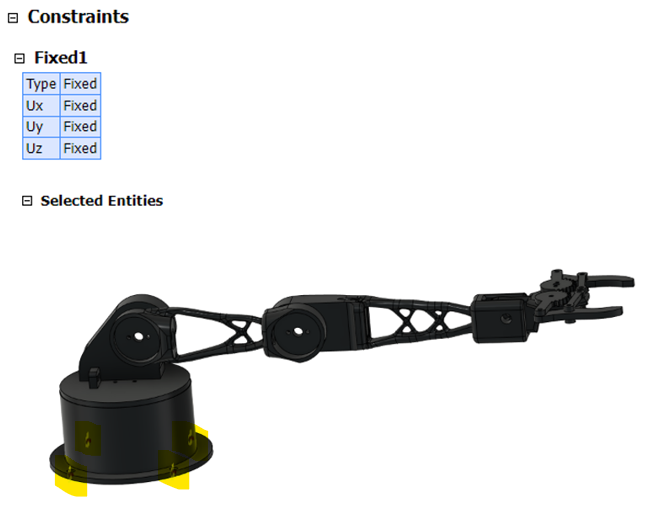 Constraints
Fixed1
Type Fixed
Ux Fixed
Uy Fixed
Uz Fixed
Selected Entities